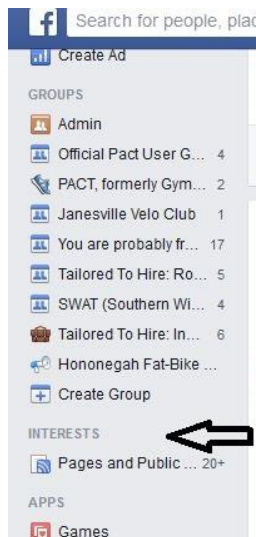 f Search for people, plac
Create Ad
GROUPS
Admin
Official Pact User G... 4
PACT, formerly Gym... 2
Janesville Velo Club 1
You are probably fr... 17
Tailored To Hire: Ro... 5
SWAT (Southern Wi... 4
Tailored To Hire: In... 6
Hononegah Fat-Bike ...
Create Group
INTERESTS
Pages and Public ... 20+
APPS
Games